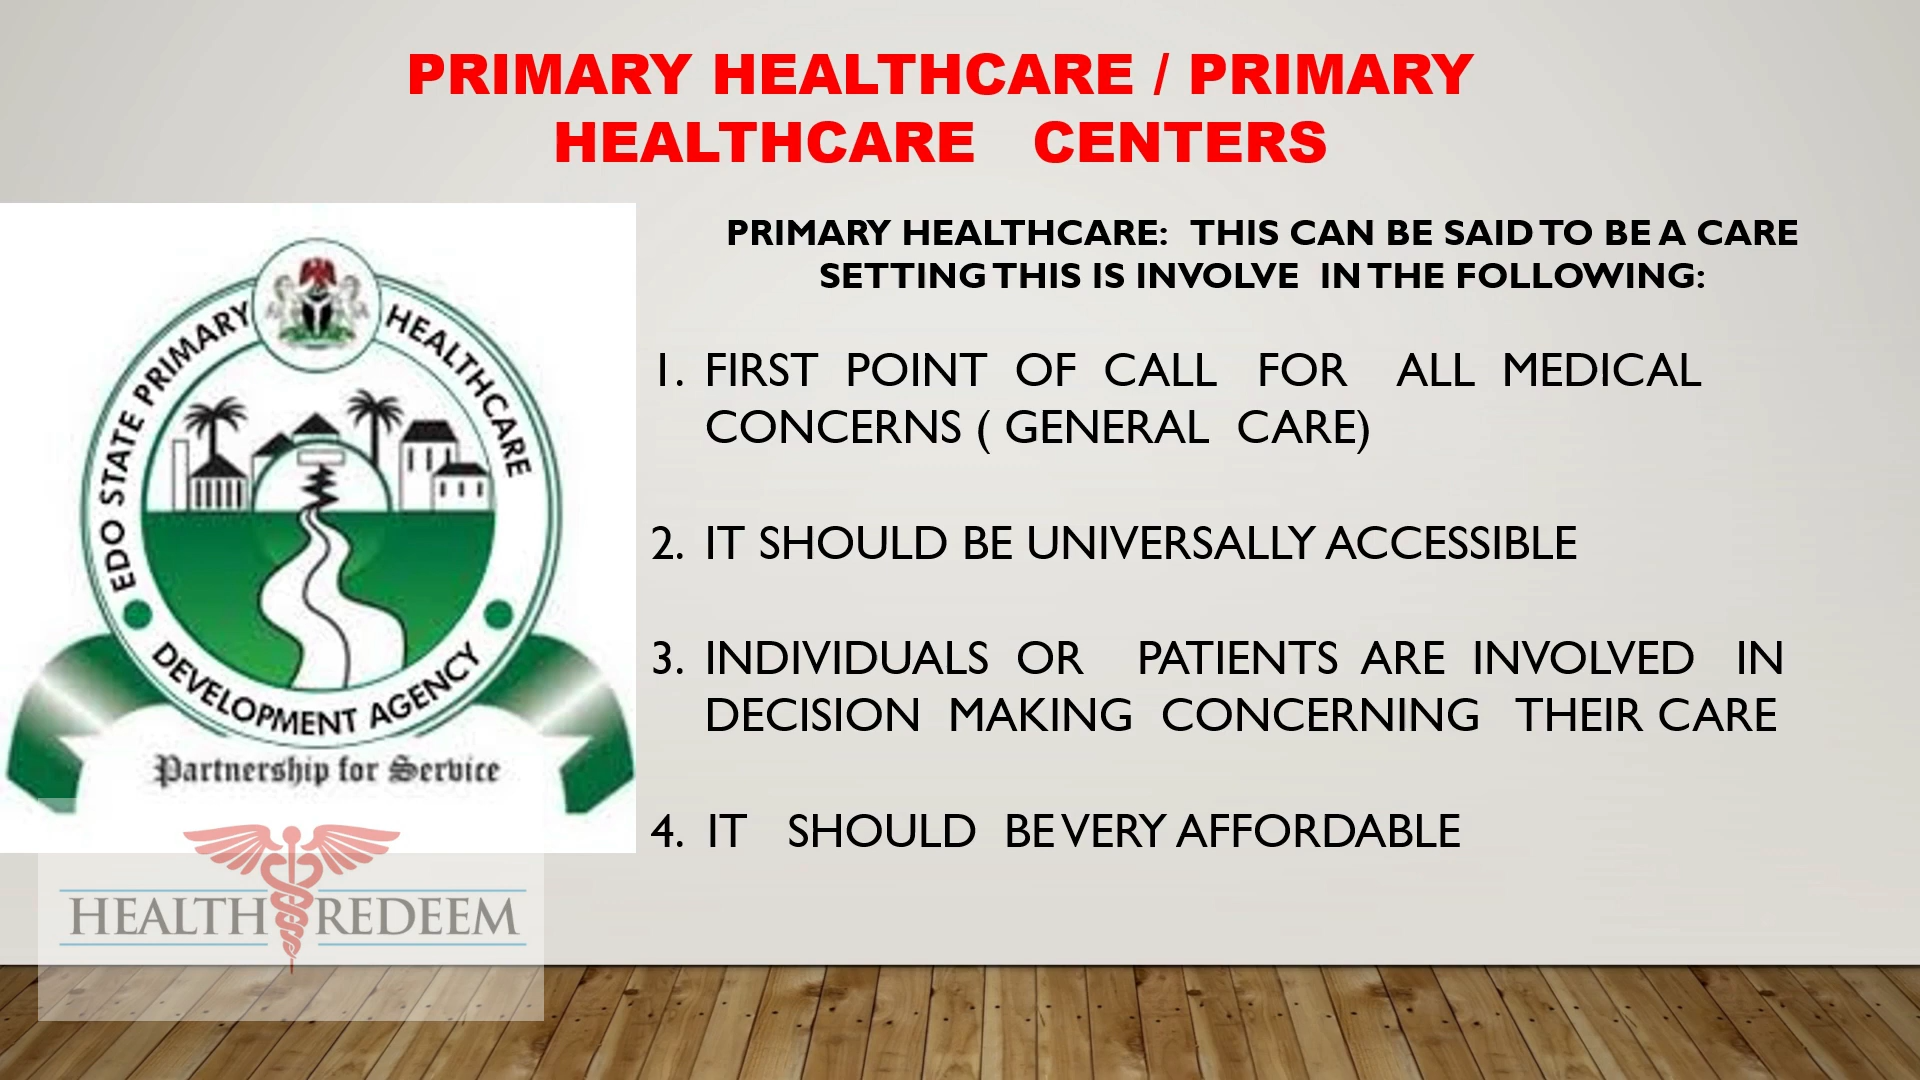 PRIMARY HEALTHCARE / PRIMARY
HEALTHCARE CENTERS
PRIMARY HEALTHCARE: THIS CAN BE SAID TO BE A CARE
SETTING THIS IS INVOLVE IN THE FOLLOWING:
1. FIRST POINT OF CALL FOR ALL MEDICAL
CONCERNS ( GENERAL CARE)
2. IT SHOULD BE UNIVERSALLY ACCESSIBLE
3. INDIVIDUALS OR PATIENTS ARE INVOLVED IN
DECISION MAKING CONCERNING THEIR CARE
4. IT SHOULD BE VERY AFFORDABLE
EDO STATE PRIMARY HEALTHCARE
DEVELOPMENT AGENCY
Partnership for Service
HEALTH REDEEM